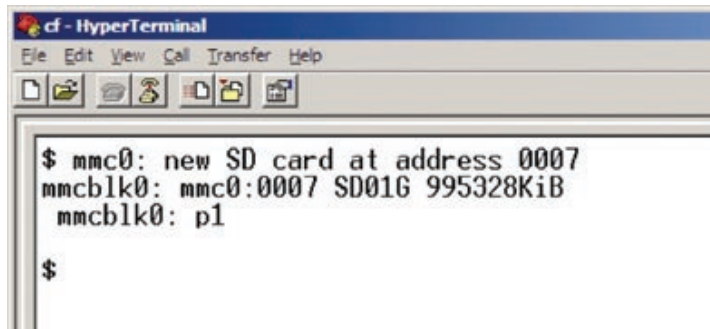 cf - HyperTerminal
File Edit View Call Transfer Help
$ mmc0: new SD card at address 0007
mmcblk0: mmc0:0007 SD01G 995328KiB
mmcblk0: p1
$